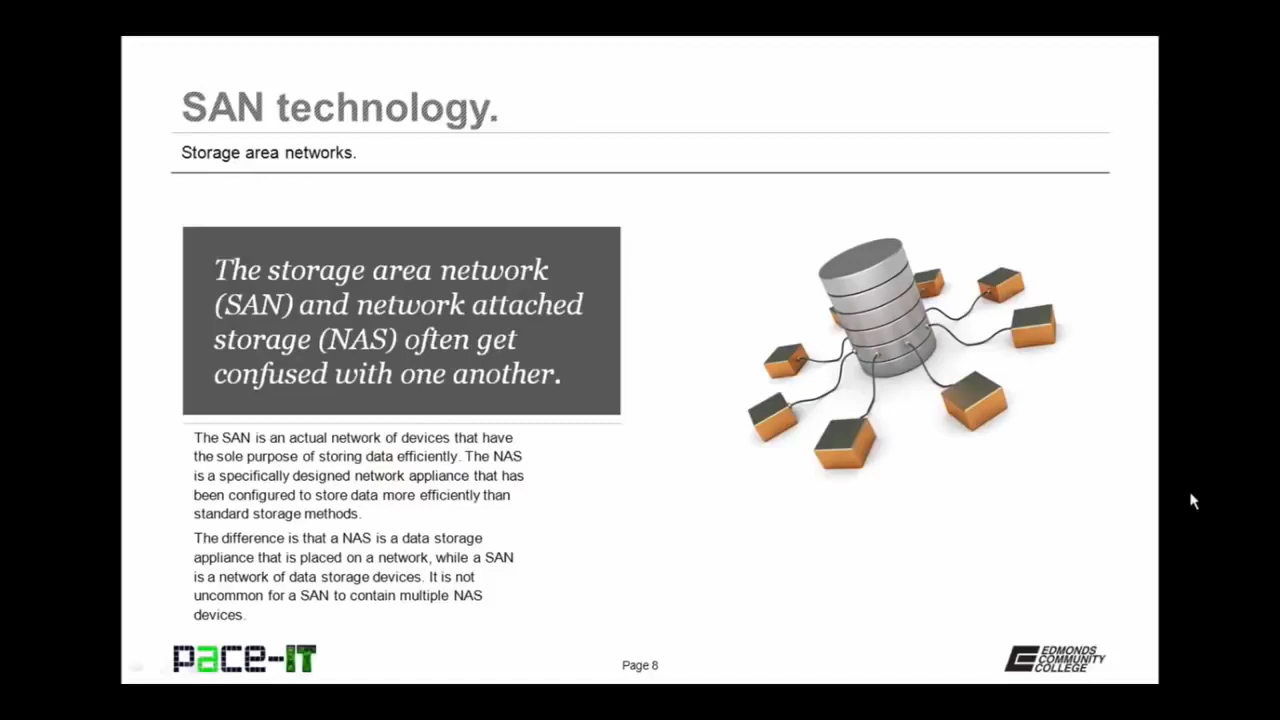 SAN technology.
Storage area networks.
The storage area network
(SAN) and network attached
storage (NAS) often get
confused with one another.
The SAN is an actual network of devices that have
the sole purpose of storing data efficiently. The NAS
is a specifically designed network appliance that has
been configured to store data more efficiently than
standard storage methods.
The difference is that a NAS is a data storage
appliance that is placed on a network, while a SAN
is a network of data storage devices. It is not
uncommon for a SAN to contain multiple NAS
devices.
pace-IT
Page 8
EDMONDS
COMMUNITY
COLLEGE